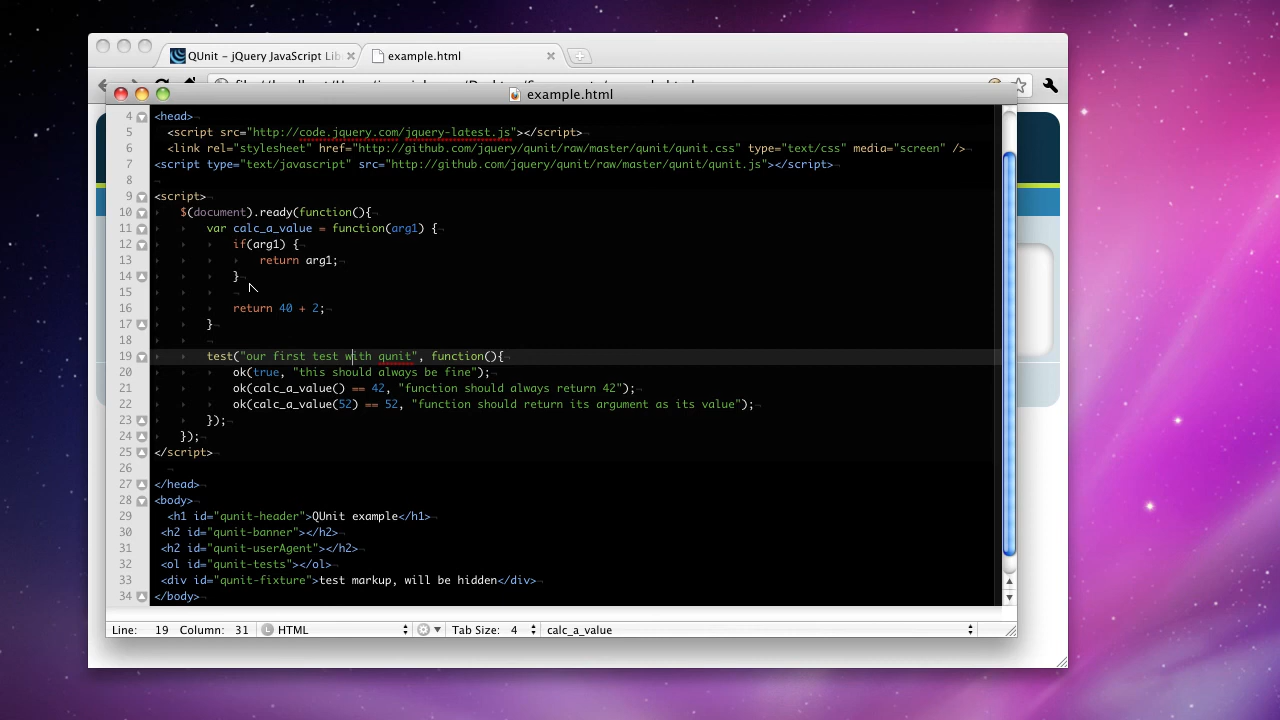 QUnit – jQuery JavaScript Lib
example.html
example.html
4 <head>
5 <script src="http://code.jquery.com/jquery-latest.js"></script>
6 <link rel="stylesheet" href="http://github.com/jquery/qunit/raw/master/qunit/qunit.css" type="text/css" media="screen" />
7 <script type="text/javascript" src="http://github.com/jquery/qunit/raw/master/qunit/qunit.js"></script>
8
9 <script>
10 $(document).ready(function(){
11 var calc_a_value = function(arg1) {
12 if(arg1) {
13 return arg1;
14 }
15
16 return 40 + 2;
17 }
18
19 test("our first test with qunit", function(){
20 ok(true, "this should always be fine");
21 ok(calc_a_value() == 42, "function should always return 42");
22 ok(calc_a_value(52) == 52, "function should return its argument as its value");
23 });
24 });
25 </script>
26
27 </head>
28 <body>
29 <h1 id="qunit-header">QUnit example</h1>
30 <h2 id="qunit-banner"></h2>
31 <h2 id="qunit-userAgent"></h2>
32 <ol id="qunit-tests"></ol>
33 <div id="qunit-fixture">test markup, will be hidden</div>
34 </body>
Line: 19 Column: 31 L HTML Tab Size: 4 calc_a_value